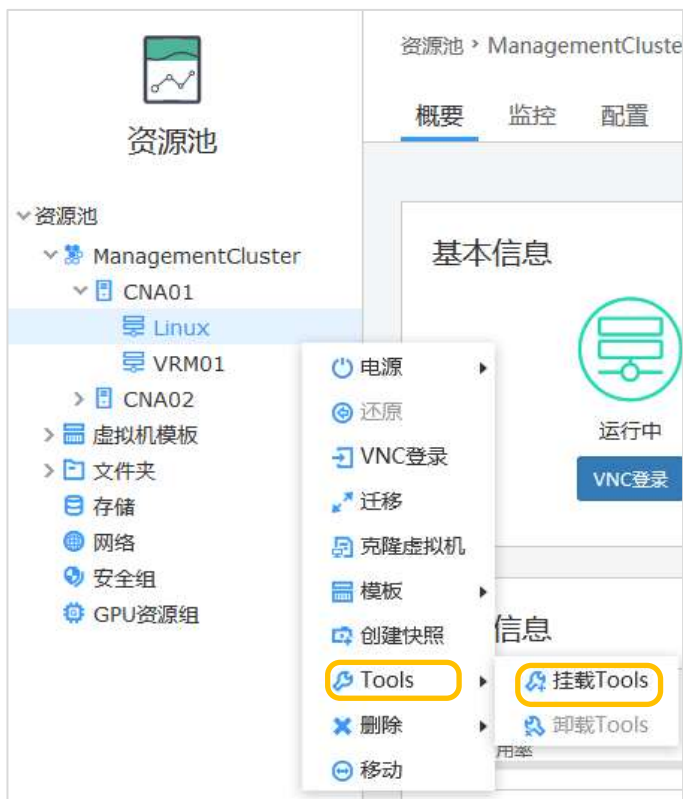 资源池
资源池
ManagementCluster
CNA01
Linux
VRM01
CNA02
虚拟机模板
文件夹
存储
网络
安全组
GPU资源组
资源池 › ManagementCluste
概要 监控 配置
基本信息
运行中
VNC登录
电源
还原
VNC登录
迁移
克隆虚拟机
模板
创建快照
Tools
删除
移动
信息
挂载Tools
卸载Tools
用率